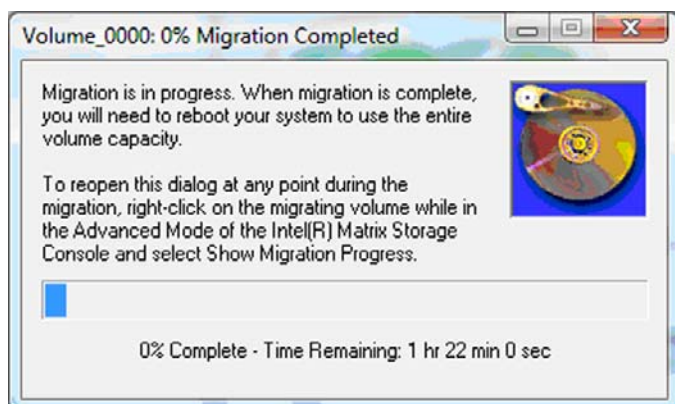 Volume_0000: 0% Migration Completed
Migration is in progress. When migration is complete,
you will need to reboot your system to use the entire
volume capacity.
To reopen this dialog at any point during the
migration, right-click on the migrating volume while in
the Advanced Mode of the Intel(R) Matrix Storage
Console and select Show Migration Progress.
0% Complete - Time Remaining: 1 hr 22 min 0 sec